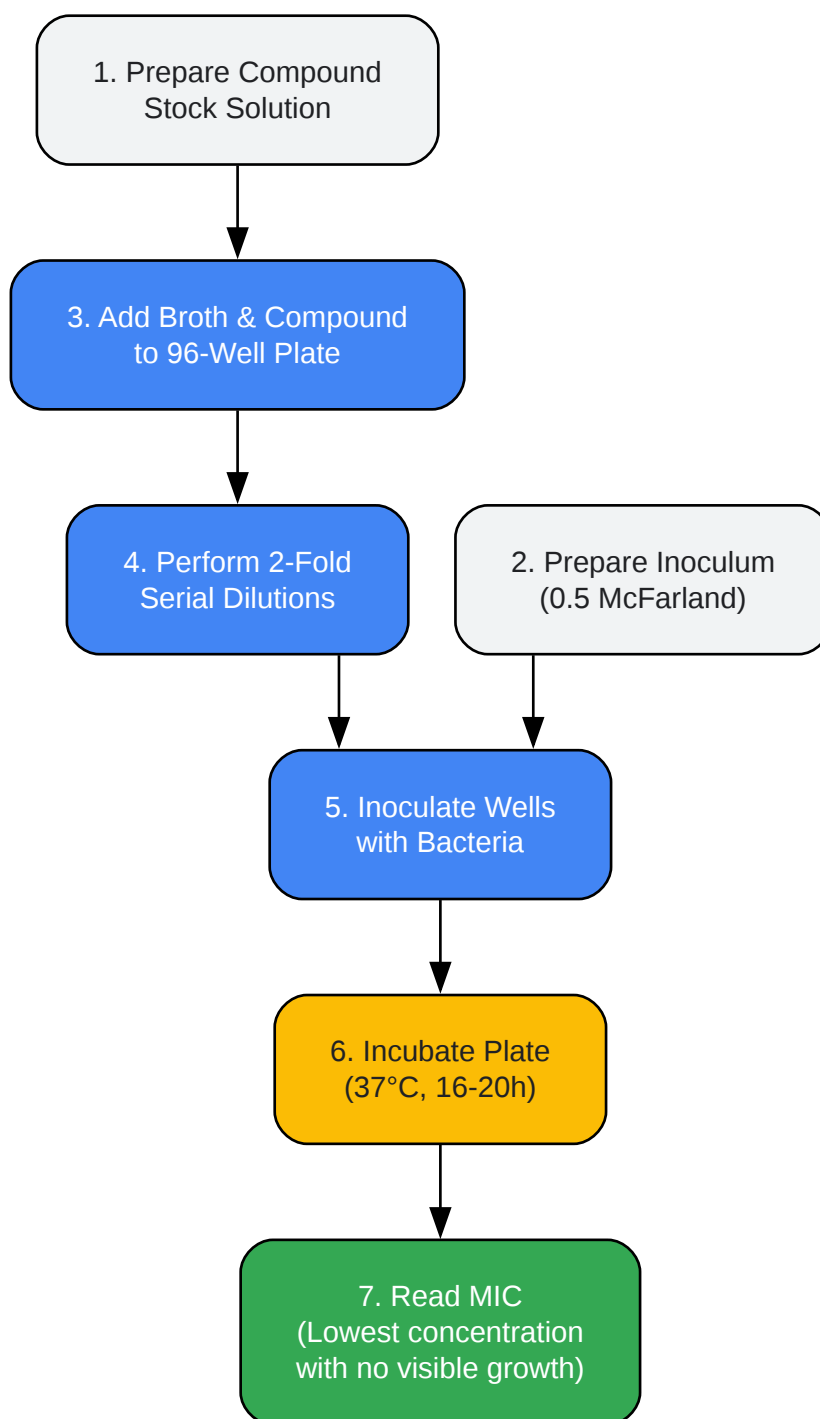 1. Prepare Compound
Stock Solution
3. Add Broth & Compound
to 96-Well Plate
4. Perform 2-Fold
Serial Dilutions
2. Prepare Inoculum
(0.5 McFarland)
5. Inoculate Wells
with Bacteria
6. Incubate Plate
(37°C, 16-20h)
7. Read MIC
(Lowest concentration
with no visible growth)